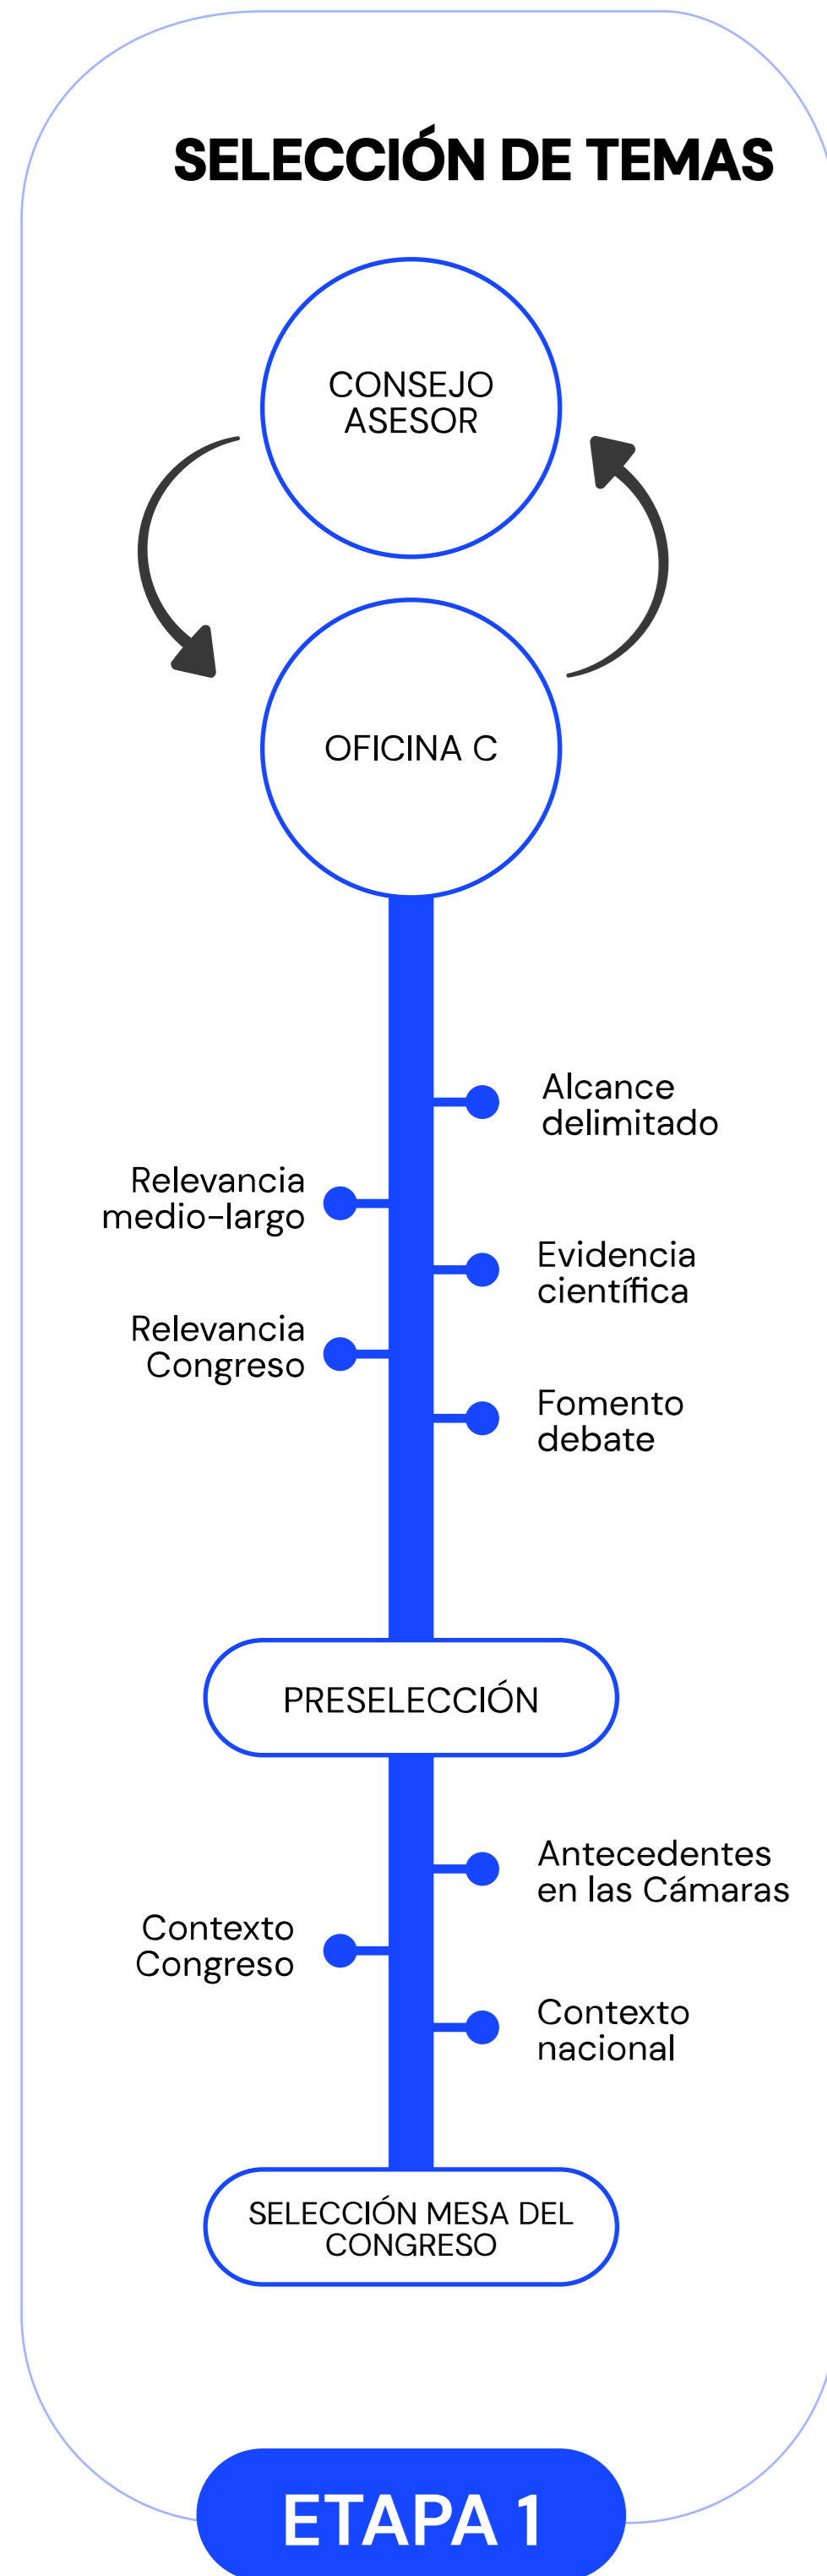 SELECCIÓN DE TEMAS
CONSEJO
ASESOR
OFICINA C
Alcance
delimitado
Relevancia
medio-largo
Evidencia
científica
Relevancia
Congreso
Fomento
debate
PRESELECCIÓN
Antecedentes
en las Cámaras
Contexto
Congreso
Contexto
nacional
SELECCIÓN MESA DEL
CONGRESO
ETAPA 1